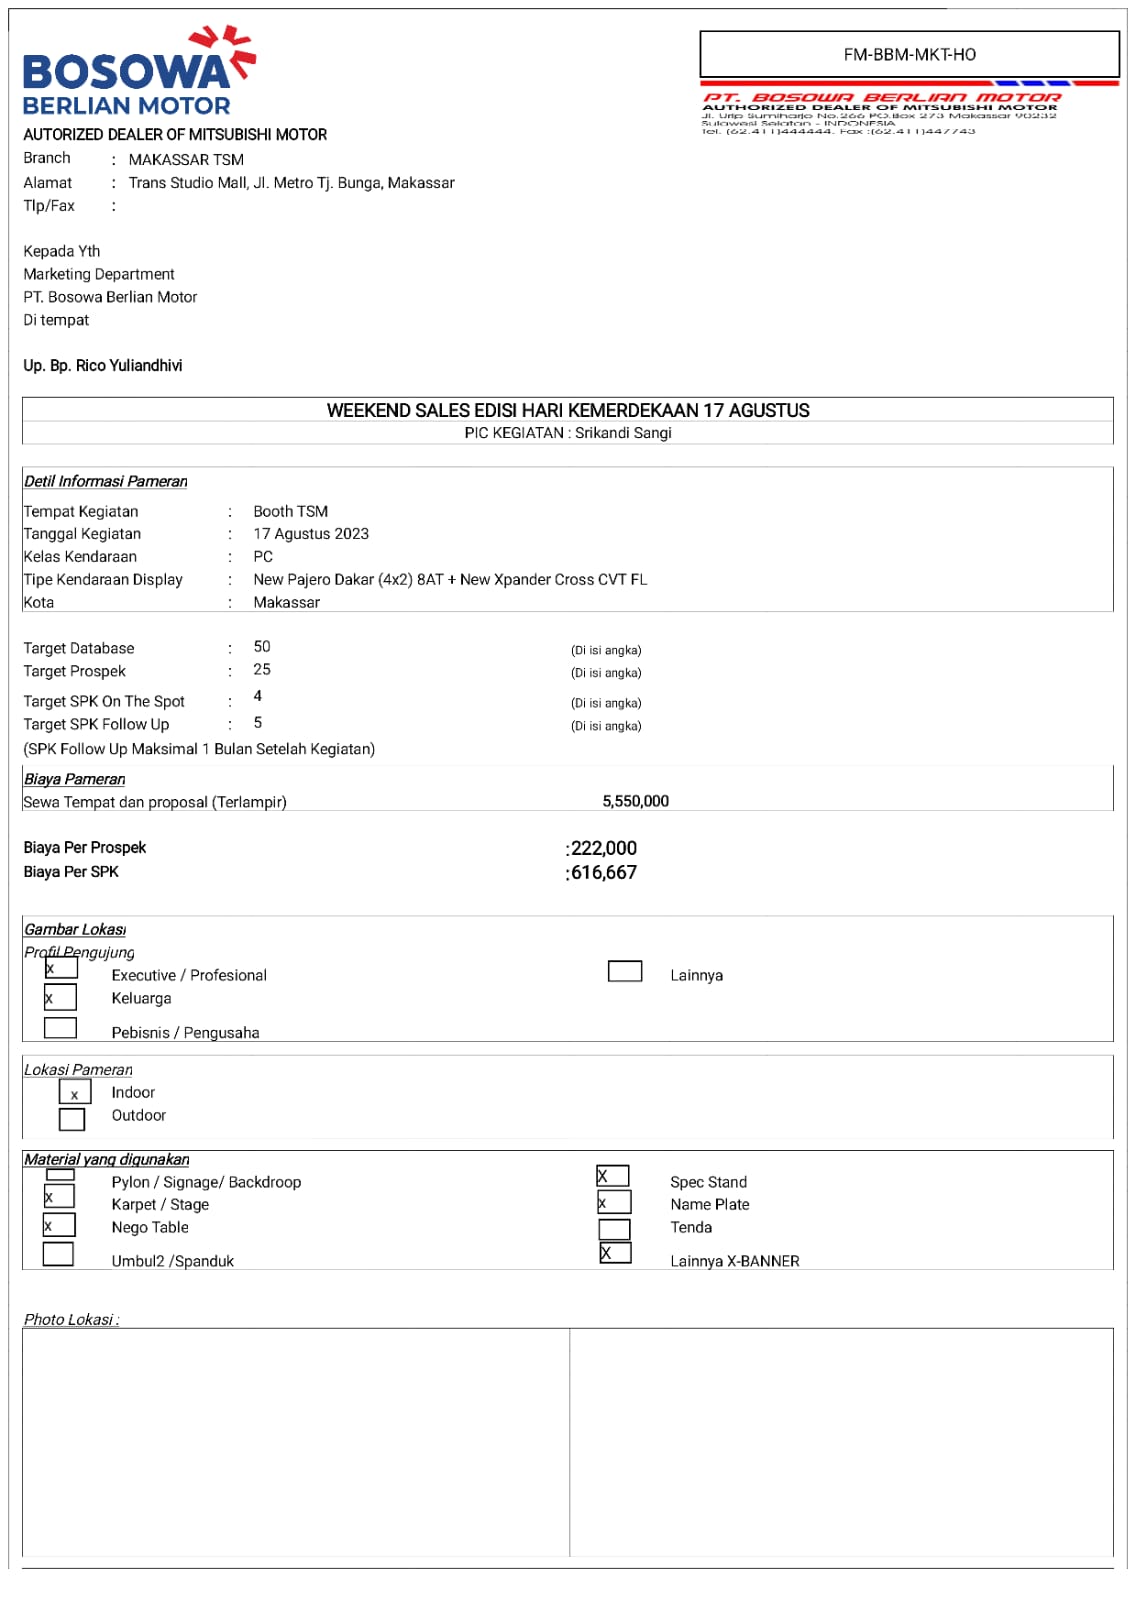 BOSOWA
BERLIAN MOTOR
FM-BBM-MKT-HO
PT. BOSOWA BERLIAN MOTOR
AUTHORIZED DEALER OF MITSUBISHI MOTOR
Jl. Urip Sumiharjo No.266 PO.Box 273 Makassar 90232
Sulawesi Selatan - INDONESIA
Tel. (62.411)444444. Fax :(62.411)447743
AUTORIZED DEALER OF MITSUBISHI MOTOR
Branch : MAKASSAR TSM
Alamat : Trans Studio Mall, Jl. Metro Tj. Bunga, Makassar
Tlp/Fax :
Kepada Yth
Marketing Department
PT. Bosowa Berlian Motor
Di tempat
Up. Bp. Rico Yuliandhivi
WEEKEND SALES EDISI HARI KEMERDEKAAN 17 AGUSTUS
PIC KEGIATAN : Srikandi Sangi
Detil Informasi Pameran
Tempat Kegiatan : Booth TSM
Tanggal Kegiatan : 17 Agustus 2023
Kelas Kendaraan : PC
Tipe Kendaraan Display : New Pajero Dakar (4x2) 8AT + New Xpander Cross CVT FL
Kota : Makassar
Target Database : 50 (Di isi angka)
Target Prospek : 25 (Di isi angka)
Target SPK On The Spot : 4 (Di isi angka)
Target SPK Follow Up : 5 (Di isi angka)
(SPK Follow Up Maksimal 1 Bulan Setelah Kegiatan)
Biaya Pameran
Sewa Tempat dan proposal (Terlampir) 5,550,000
Biaya Per Prospek :222,000
Biaya Per SPK :616,667
Gambar Lokasi
Profil Pengujung
x Executive / Profesional Lainnya
x Keluarga
Pebisnis / Pengusaha
Lokasi Pameran
x Indoor
Outdoor
Material yang digunakan
Pylon / Signage/ Backdroop X Spec Stand
x Karpet / Stage x Name Plate
x Nego Table Tenda
Umbul2 /Spanduk X Lainnya X-BANNER
Photo Lokasi :